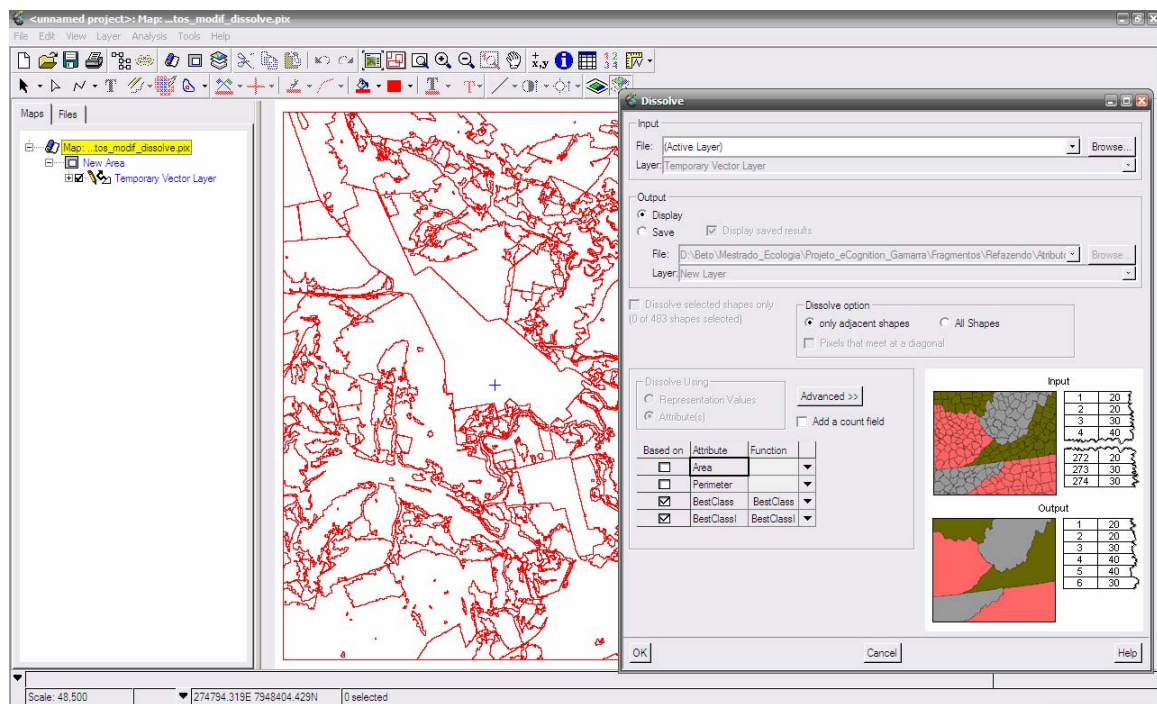 <unnamed project>: Map: ...tos_modif_dissolve.pix
File Edit View Layer Analysis Tools Help
Maps Files
Map: ...tos_modif_dissolve.pix
New Area
Temporary Vector Layer
Dissolve
Input
File: (Active Layer) Browse...
Layer: Temporary Vector Layer
Output
Display
Save Display saved results
File: D:\Beto\Mestrado_Ecologia\Projeto_eCognition_Gamarra\Fragmentos\Refazendo\Atribut Browse...
Layer: New Layer
Dissolve selected shapes only
(0 of 483 shapes selected)
Dissolve option
only adjacent shapes All Shapes
Pixels that meet at a diagonal
Dissolve Using
Representation Values
Attribute(s)
Advanced >>
Add a count field
Based on Attribute Function
Area
Perimeter
BestClass BestClass
BestClassI BestClassI
Input
1 20
2 20
3 30
4 40
272 20
273 30
274 30
Output
1 20
2 20
3 30
4 40
5 40
6 30
OK Cancel Help
Scale: 48,500 274794.319E 7948404.429N 0 selected